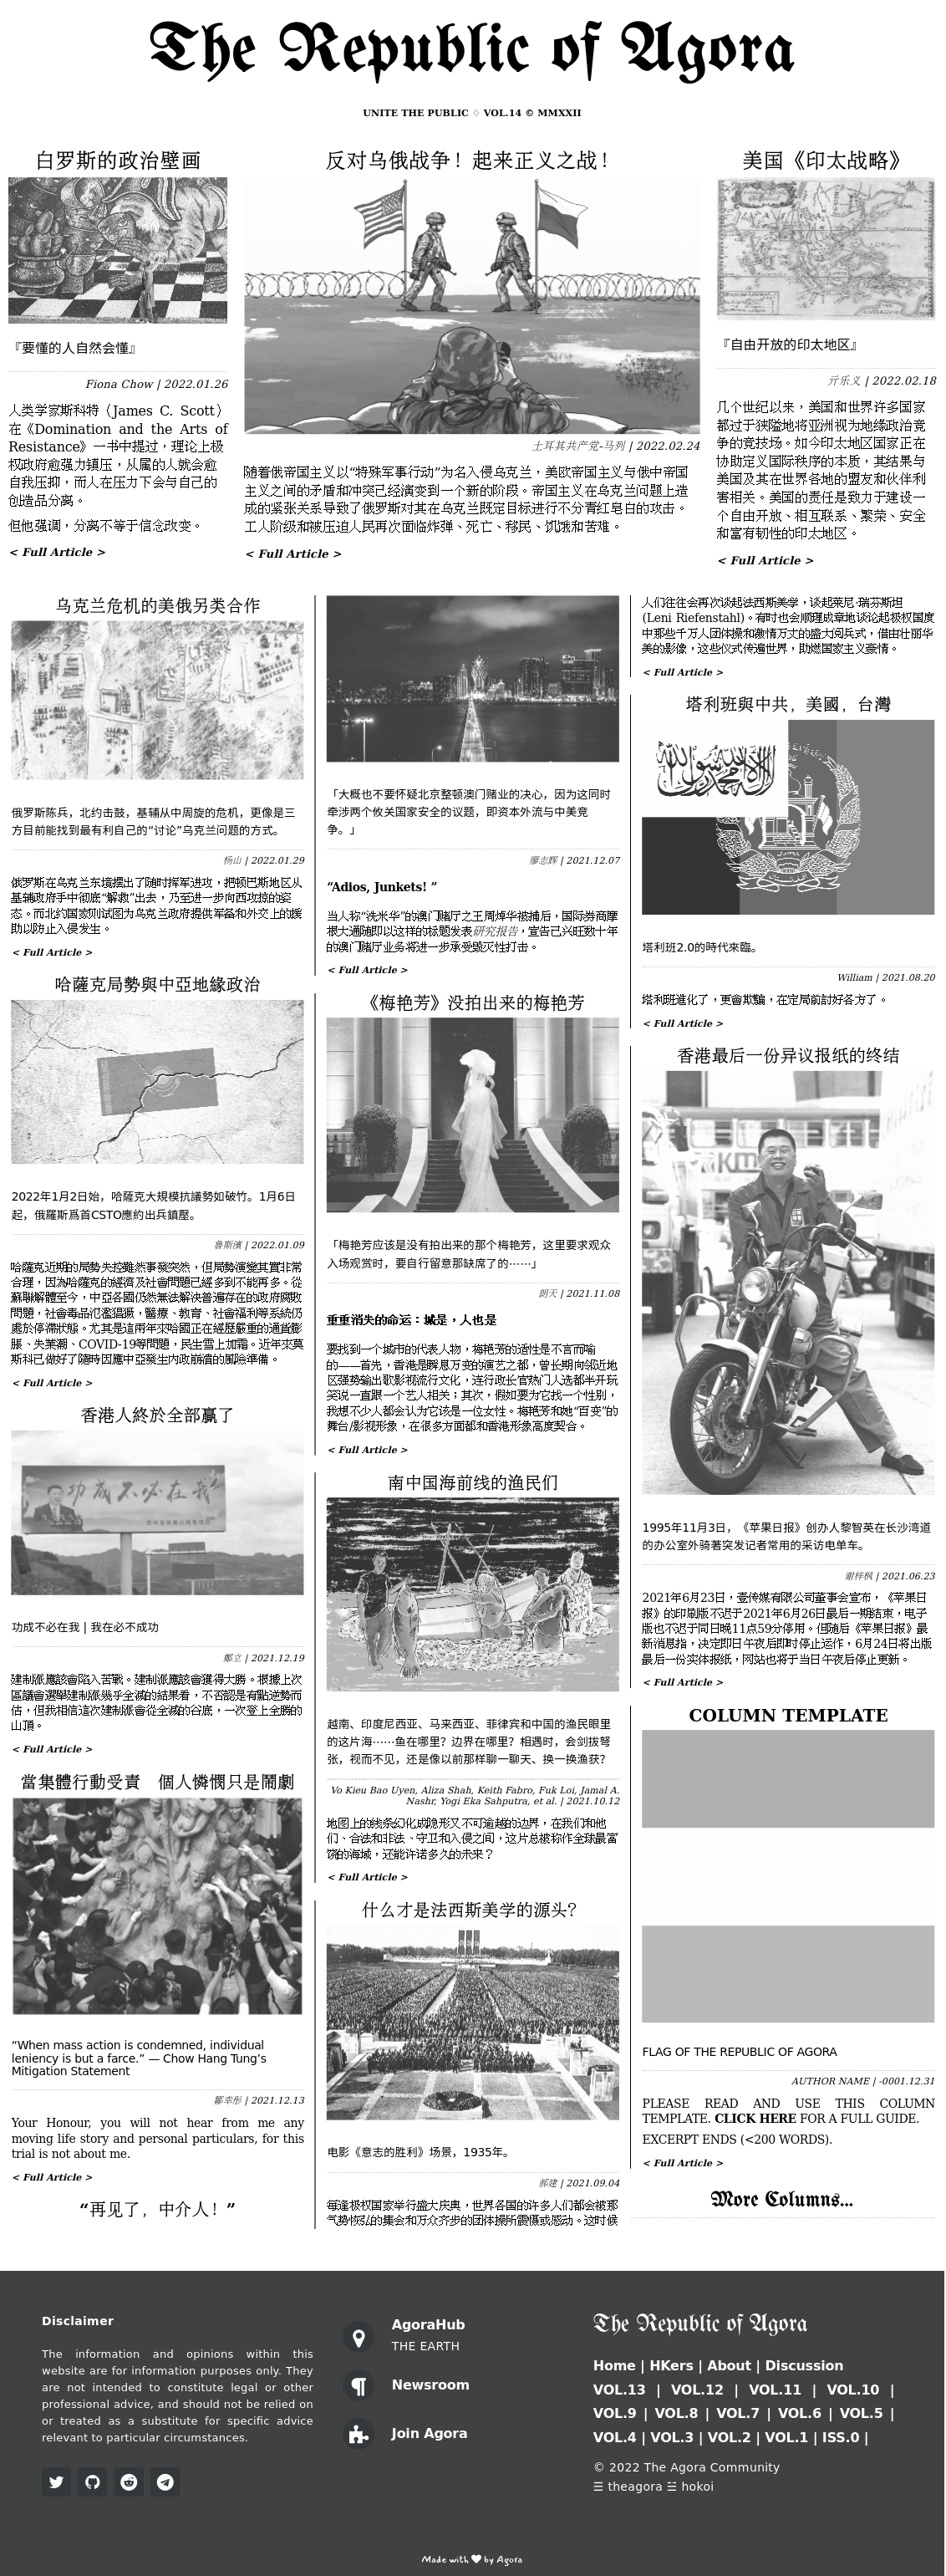 The Republic of Agora
UNITE THE PUBLIC ♢ VOL.14 © MMXXII
白罗斯的政治壁画
『要懂的人自然会懂』
Fiona Chow | 2022.01.26
人类学家斯科特（James C. Scott）
在《Domination and the Arts of
Resistance》一书中提过，理论上极
权政府愈强力镇压，从属的人就会愈
自我压抑，而人在压力下会与自己的
创造品分离。
但他强调，分离不等于信念改变。
< Full Article >
反对乌俄战争！起来正义之战！
土耳其共产党-马列 | 2022.02.24
随着俄帝国主义以“特殊军事行动”为名入侵乌克兰，美欧帝国主义与俄中帝国
主义之间的矛盾和冲突已经演变到一个新的阶段。帝国主义在乌克兰问题上造
成的紧张关系导致了俄罗斯对其在乌克兰既定目标进行不分青红皂白的攻击。
工人阶级和被压迫人民再次面临炸弹、死亡、移民、饥饿和苦难。
< Full Article >
美国《印太战略》
『自由开放的印太地区』
亓乐义 | 2022.02.18
几个世纪以来，美国和世界许多国家
都过于狭隘地将亚洲视为地缘政治竞
争的竞技场。如今印太地区国家正在
协助定义国际秩序的本质，其结果与
美国及其在世界各地的盟友和伙伴利
害相关。美国的责任是致力于建设一
个自由开放、相互联系、繁荣、安全
和富有韧性的印太地区。
< Full Article >
乌克兰危机的美俄另类合作
俄罗斯陈兵，北约击鼓，基辅从中周旋的危机，更像是三
方目前能找到最有利自己的“讨论”乌克兰问题的方式。
杨山 | 2022.01.29
俄罗斯在乌克兰东境摆出了随时挥军进攻，把顿巴斯地区从
基辅政府手中彻底“解救”出去，乃至进一步向西攻掠的姿
态。而北约国家则试图为乌克兰政府提供军备和外交上的援
助以防止入侵发生。
< Full Article >
哈薩克局勢與中亞地緣政治
2022年1月2日始，哈薩克大規模抗議勢如破竹。1月6日
起，俄羅斯爲首CSTO應約出兵鎮壓。
魯斯濱 | 2022.01.09
哈薩克近期的局勢失控雖然事發突然，但局勢演變其實非常
合理，因為哈薩克的經濟及社會問題已經多到不能再多。從
蘇聯解體至今，中亞各國仍然無法解決普遍存在的政府腐敗
問題，社會毒品氾濫猖獗，醫療、教育、社會福利等系統仍
處於停滯狀態。尤其是這兩年來哈國正在經歷嚴重的通貨膨
脹、失業潮、COVID-19等問題，民生雪上加霜。近年來莫
斯科已做好了隨時因應中亞發生內政崩潰的風險準備。
< Full Article >
香港人終於全部贏了
功成不必在我
功成不必在我 | 我在必不成功
鄭立 | 2021.12.19
建制派應該會陷入苦戰。建制派應該會獲得大勝。根據上次
區議會選舉建制派幾乎全滅的結果看，不否認是有點逆勢而
估，但我相信這次建制派會從全滅的谷底，一次登上全勝的
山頂。
< Full Article >
當集體行動受責　個人憐憫只是鬧劇
“When mass action is condemned, individual
leniency is but a farce.” — Chow Hang Tung’s
Mitigation Statement
鄒幸彤 | 2021.12.13
Your Honour, you will not hear from me any
moving life story and personal particulars, for this
trial is not about me.
< Full Article >
“再见了，中介人！”
「大概也不要怀疑北京整顿澳门赌业的决心，因为这同时
牵涉两个攸关国家安全的议题，即资本外流与中美竞
争。」
廖志辉 | 2021.12.07
“Adios, Junkets! ”
当人称“洗米华”的澳门赌厅之王周焯华被捕后，国际券商摩
根大通随即以这样的标题发表研究报告，宣告已兴旺数十年
的澳门赌厅业务将进一步承受毁灭性打击。
< Full Article >
《梅艳芳》没拍出来的梅艳芳
「梅艳芳应该是没有拍出来的那个梅艳芳，这里要求观众
入场观赏时，要自行留意那缺席了的⋯⋯」
朗天 | 2021.11.08
重重消失的命运：城是，人也是
要找到一个城市的代表人物，梅艳芳的适性是不言而喻
的——首先，香港是瞬息万变的演艺之都，曾长期向邻近地
区强势输出歌影视流行文化，连行政长官热门人选都半开玩
笑说一直跟一个艺人相关；其次，假如要为它找一个性别，
我想不少人都会认为它该是一位女性。梅艳芳和她“百变”的
舞台/影视形象，在很多方面都和香港形象高度契合。
< Full Article >
南中国海前线的渔民们
越南、印度尼西亚、马来西亚、菲律宾和中国的渔民眼里
的这片海⋯⋯鱼在哪里？边界在哪里？相遇时，会剑拔弩
张，视而不见，还是像以前那样聊一聊天、换一换渔获？
Vo Kieu Bao Uyen, Aliza Shah, Keith Fabro, Fuk Loi, Jamal A.
Nashr, Yogi Eka Sahputra, et al. | 2021.10.12
地图上的线条幻化成隐形又不可逾越的边界，在我们和他
们、合法和非法、守卫和入侵之间，这片总被称作全球最富
饶的海域，还能许诺多久的未来？
< Full Article >
什么才是法西斯美学的源头？
电影《意志的胜利》场景，1935年。
郝建 | 2021.09.04
每逢极权国家举行盛大庆典，世界各国的许多人们都会被那
气势恢弘的集会和万众齐步的团体操所震慑或感动。这时候
人们往往会再次谈起法西斯美学，谈起莱尼·瑞芬斯坦
(Leni Riefenstahl)。有时也会顺理成章地谈论起极权国度
中那些千万人团体操和激情万丈的盛大阅兵式，借由壮丽华
美的影像，这些仪式传遍世界，助燃国家主义豪情。
< Full Article >
塔利班與中共，美國，台灣
塔利班2.0的時代來臨。
William | 2021.08.20
塔利班進化了，更會欺騙，在定局前討好各方了。
< Full Article >
香港最后一份异议报纸的终结
1995年11月3日，《苹果日报》创办人黎智英在长沙湾道
的办公室外骑著突发记者常用的采访电单车。
谢梓枫 | 2021.06.23
2021年6月23日，壹传媒有限公司董事会宣布，《苹果日
报》的印刷版不迟于2021年6月26日最后一期结束，电子
版也不迟于同日晚11点59分停用。但随后《苹果日报》最
新消息指，决定即日午夜后即时停止运作，6月24日将出版
最后一份实体报纸，网站也将于当日午夜后停止更新。
< Full Article >
COLUMN TEMPLATE
FLAG OF THE REPUBLIC OF AGORA
AUTHOR NAME | -0001.12.31
PLEASE READ AND USE THIS COLUMN
TEMPLATE. CLICK HERE FOR A FULL GUIDE.
EXCERPT ENDS (<200 WORDS).
< Full Article >
More Columns...
Disclaimer
The information and opinions within this
website are for information purposes only. They
are not intended to constitute legal or other
professional advice, and should not be relied on
or treated as a substitute for specific advice
relevant to particular circumstances.
AgoraHub
THE EARTH
Newsroom
Join Agora
The Republic of Agora
Home | HKers | About | Discussion
VOL.13 | VOL.12 | VOL.11 | VOL.10 |
VOL.9 | VOL.8 | VOL.7 | VOL.6 | VOL.5 |
VOL.4 | VOL.3 | VOL.2 | VOL.1 | ISS.0 |
© 2022 The Agora Community
☰ theagora ☱ hokoi
Made with ♥ by Agora